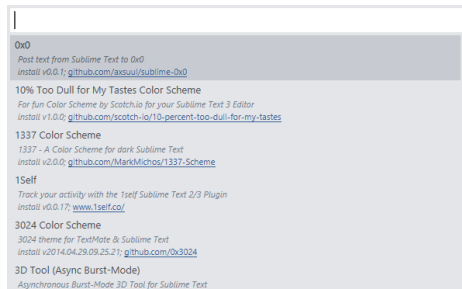 0x0
Post text from Sublime Text to 0x0
install v0.0.1; github.com/axsuul/sublime-0x0
10% Too Dull for My Tastes Color Scheme
For fun Color Scheme by Scotch.io for your Sublime Text 3 Editor
install v1.0.0; github.com/scotch-io/10-percent-too-dull-for-my-tastes
1337 Color Scheme
1337 - A Color Scheme for dark Sublime Text
install v2.0.0; github.com/MarkMichos/1337-Scheme
1Self
Track your activity with the 1self Sublime Text 2/3 Plugin
install v0.0.17; www.1self.co/
3024 Color Scheme
3024 theme for TextMate & Sublime Text
install v2014.04.29.09.25.21; github.com/0x3024
3D Tool (Async Burst-Mode)
Asynchronous Burst-Mode 3D Tool for Sublime Text